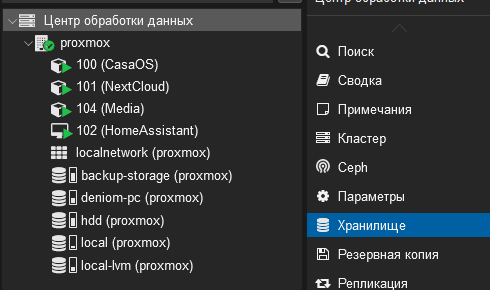 Центр обработки данных
proxmox
100 (CasaOS)
101 (NextCloud)
104 (Media)
102 (HomeAssistant)
localnetwork (proxmox)
backup-storage (proxmox)
deniom-pc (proxmox)
hdd (proxmox)
local (proxmox)
local-lvm (proxmox)
Центр обработки данных
Поиск
Сводка
Примечания
Кластер
Ceph
Параметры
Хранилище
Резервная копия
Репликация